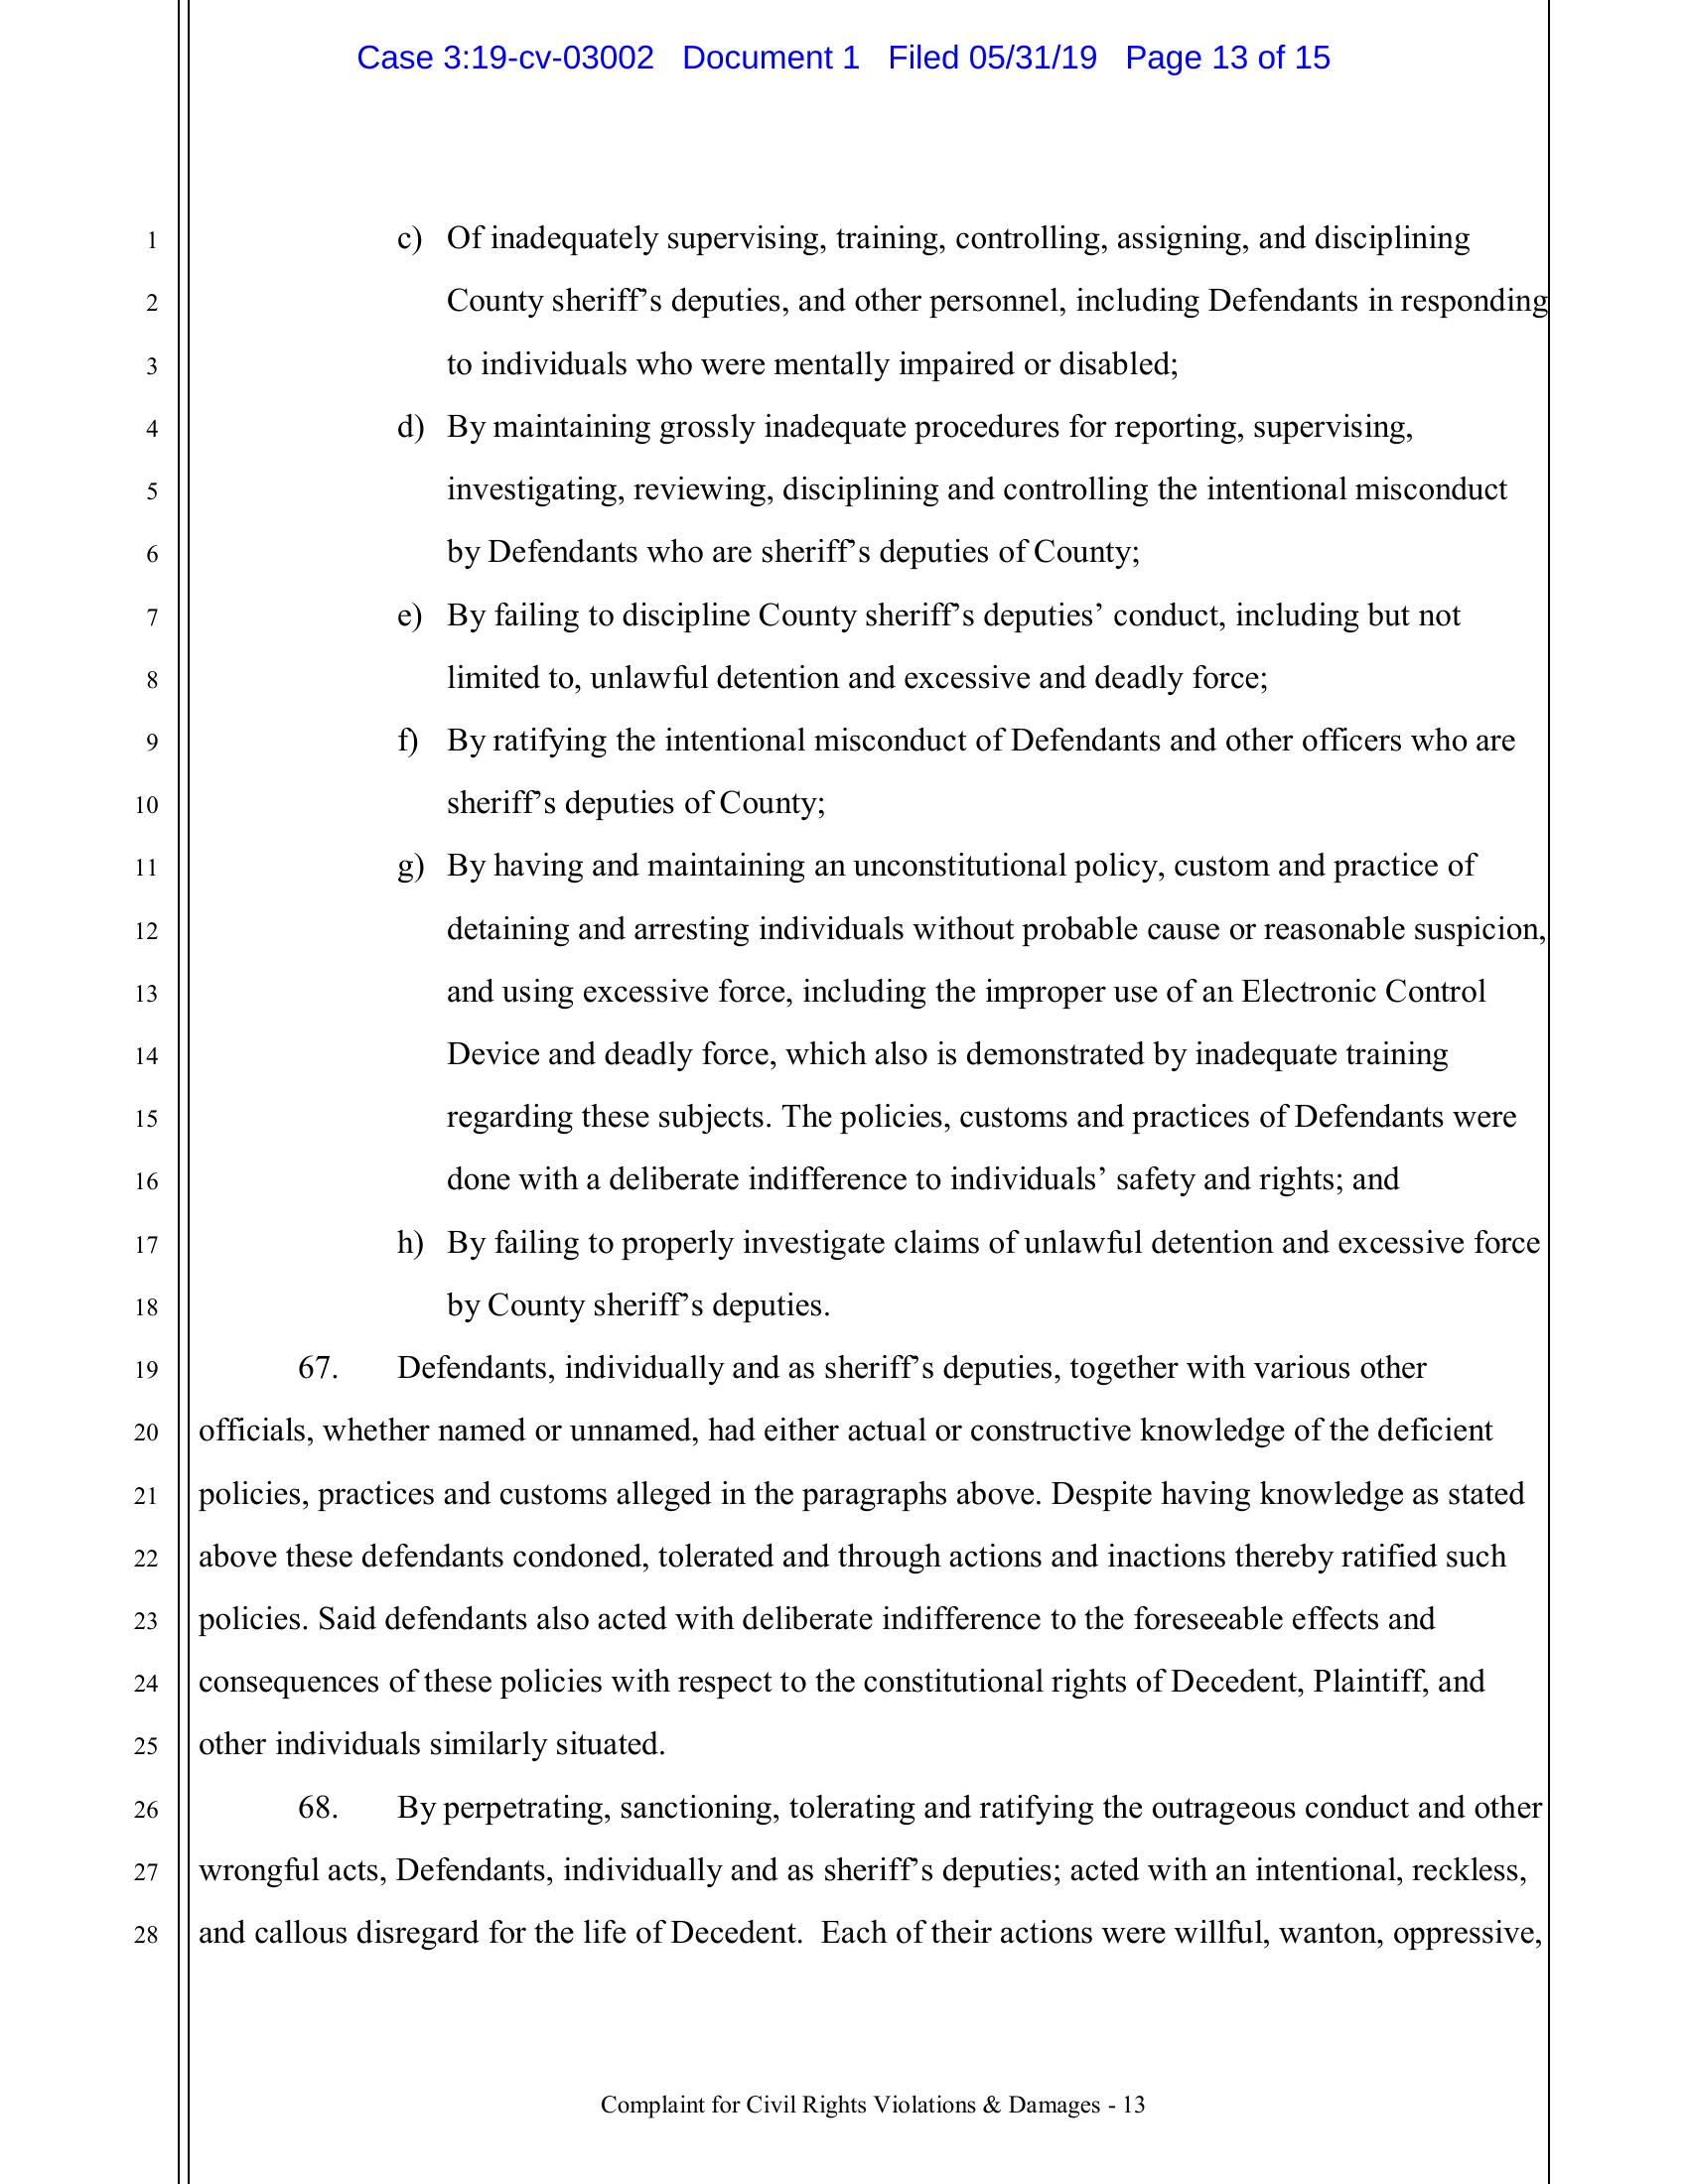 Case 3:19-cv-03002 Document 1 Filed 05/31/19 Page 13 of 15
1 c) Of inadequately supervising, training, controlling, assigning, and disciplining
2 County sheriff’s deputies, and other personnel, including Defendants in responding
3 to individuals who were mentally impaired or disabled;
4 d) By maintaining grossly inadequate procedures for reporting, supervising,
5 investigating, reviewing, disciplining and controlling the intentional misconduct
6 by Defendants who are sheriff’s deputies of County;
7 e) By failing to discipline County sheriff’s deputies’ conduct, including but not
8 limited to, unlawful detention and excessive and deadly force;
9 f) By ratifying the intentional misconduct of Defendants and other officers who are
10 sheriff’s deputies of County;
11 g) By having and maintaining an unconstitutional policy, custom and practice of
12 detaining and arresting individuals without probable cause or reasonable suspicion,
13 and using excessive force, including the improper use of an Electronic Control
14 Device and deadly force, which also is demonstrated by inadequate training
15 regarding these subjects. The policies, customs and practices of Defendants were
16 done with a deliberate indifference to individuals’ safety and rights; and
17 h) By failing to properly investigate claims of unlawful detention and excessive force
18 by County sheriff’s deputies.
19 67. Defendants, individually and as sheriff’s deputies, together with various other
20 officials, whether named or unnamed, had either actual or constructive knowledge of the deficient
21 policies, practices and customs alleged in the paragraphs above. Despite having knowledge as stated
22 above these defendants condoned, tolerated and through actions and inactions thereby ratified such
23 policies. Said defendants also acted with deliberate indifference to the foreseeable effects and
24 consequences of these policies with respect to the constitutional rights of Decedent, Plaintiff, and
25 other individuals similarly situated.
26 68. By perpetrating, sanctioning, tolerating and ratifying the outrageous conduct and other
27 wrongful acts, Defendants, individually and as sheriff’s deputies; acted with an intentional, reckless,
28 and callous disregard for the life of Decedent.  Each of their actions were willful, wanton, oppressive,
Complaint for Civil Rights Violations & Damages - 13